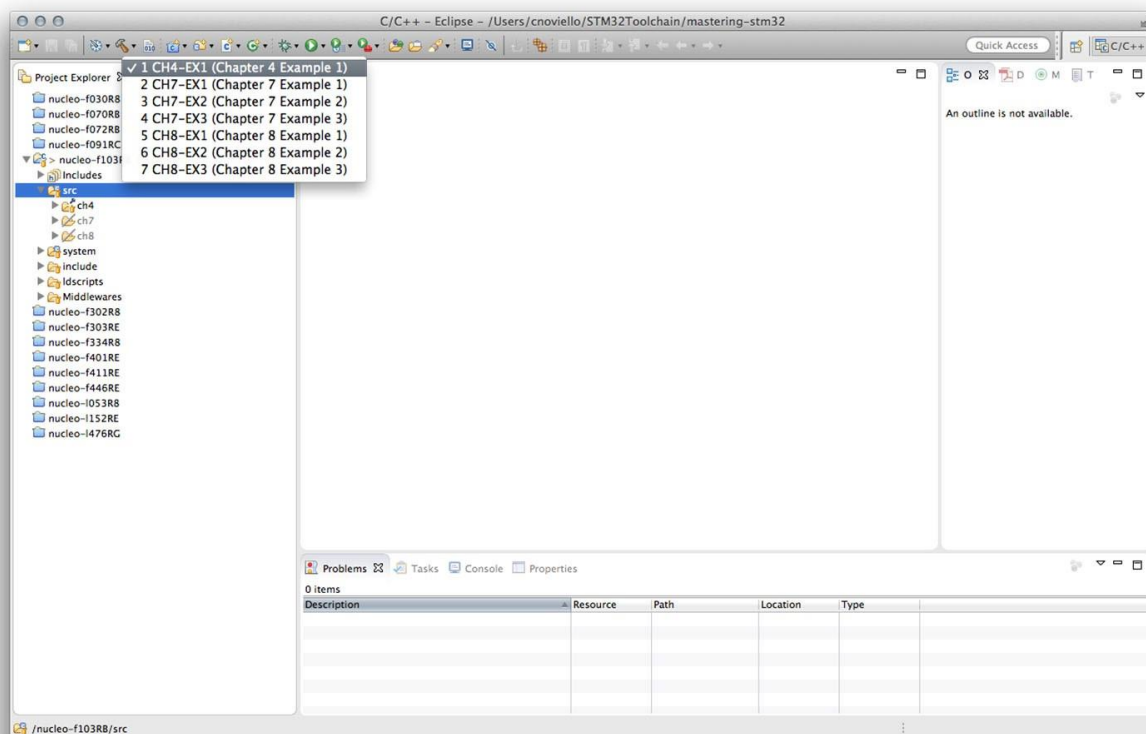 C/C++ - Eclipse - /Users/cnoviello/STM32Toolchain/mastering-stm32
Quick Access
C/C++
Project Explorer
✓ 1 CH4-EX1 (Chapter 4 Example 1)
2 CH7-EX1 (Chapter 7 Example 1)
3 CH7-EX2 (Chapter 7 Example 2)
4 CH7-EX3 (Chapter 7 Example 3)
5 CH8-EX1 (Chapter 8 Example 1)
6 CH8-EX2 (Chapter 8 Example 2)
7 CH8-EX3 (Chapter 8 Example 3)
nucleo-f030R8
nucleo-f070RB
nucleo-f072RB
nucleo-f091RC
> nucleo-f103R
Includes
src
ch4
ch7
ch8
system
include
ldscripts
Middlewares
nucleo-f302R8
nucleo-f303RE
nucleo-f334R8
nucleo-f401RE
nucleo-f411RE
nucleo-f446RE
nucleo-l053R8
nucleo-l152RE
nucleo-l476RG
O D M T
An outline is not available.
Problems Tasks Console Properties
0 items
Description Resource Path Location Type
/nucleo-f103RB/src